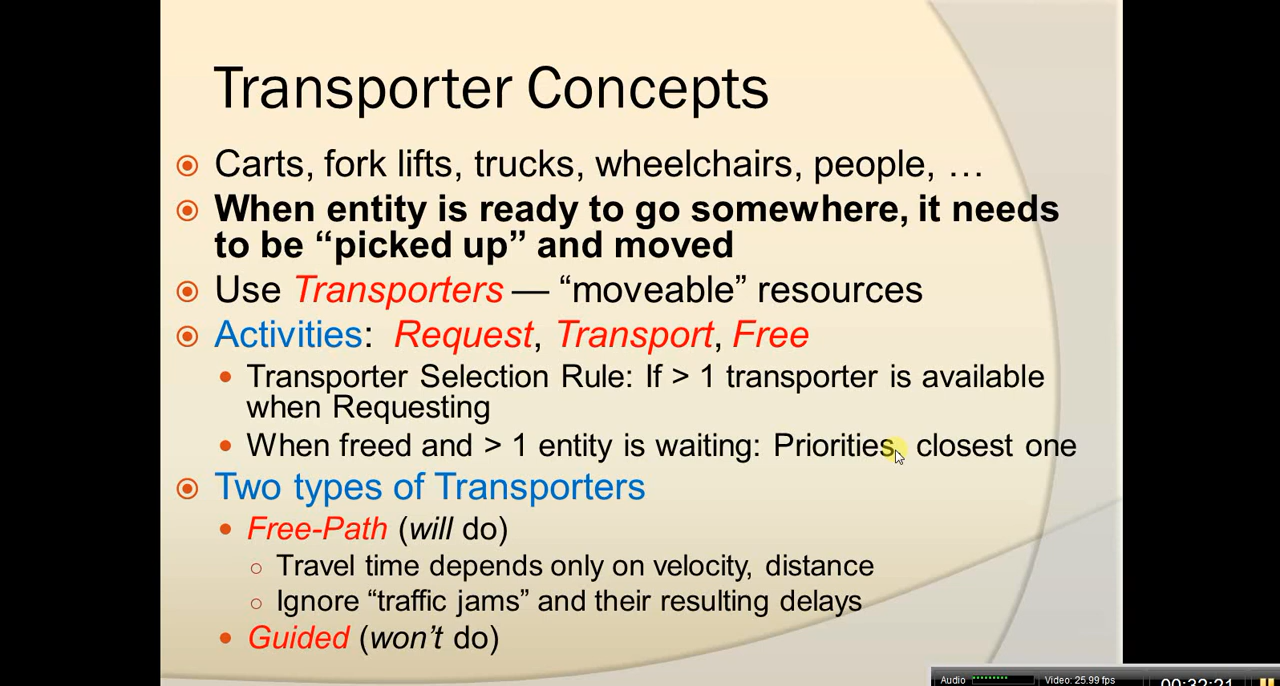 Transporter Concepts
Carts, fork lifts, trucks, wheelchairs, people, …
When entity is ready to go somewhere, it needs
to be “picked up” and moved
Use Transporters — “moveable” resources
Activities: Request, Transport, Free
Transporter Selection Rule: If > 1 transporter is available
when Requesting
When freed and > 1 entity is waiting: Priorities, closest one
Two types of Transporters
Free-Path (will do)
Travel time depends only on velocity, distance
Ignore “traffic jams” and their resulting delays
Guided (won’t do)
Audio Video: 25.99 fps 00:32:21